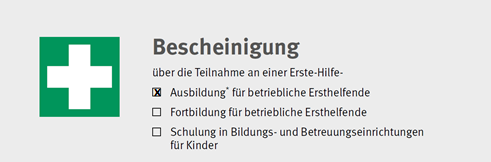 Bescheinigung
über die Teilnahme an einer Erste-Hilfe-
☒ Ausbildung* für betriebliche Ersthelfende
☐ Fortbildung für betriebliche Ersthelfende
☐ Schulung in Bildungs- und Betreuungseinrichtungen
für Kinder